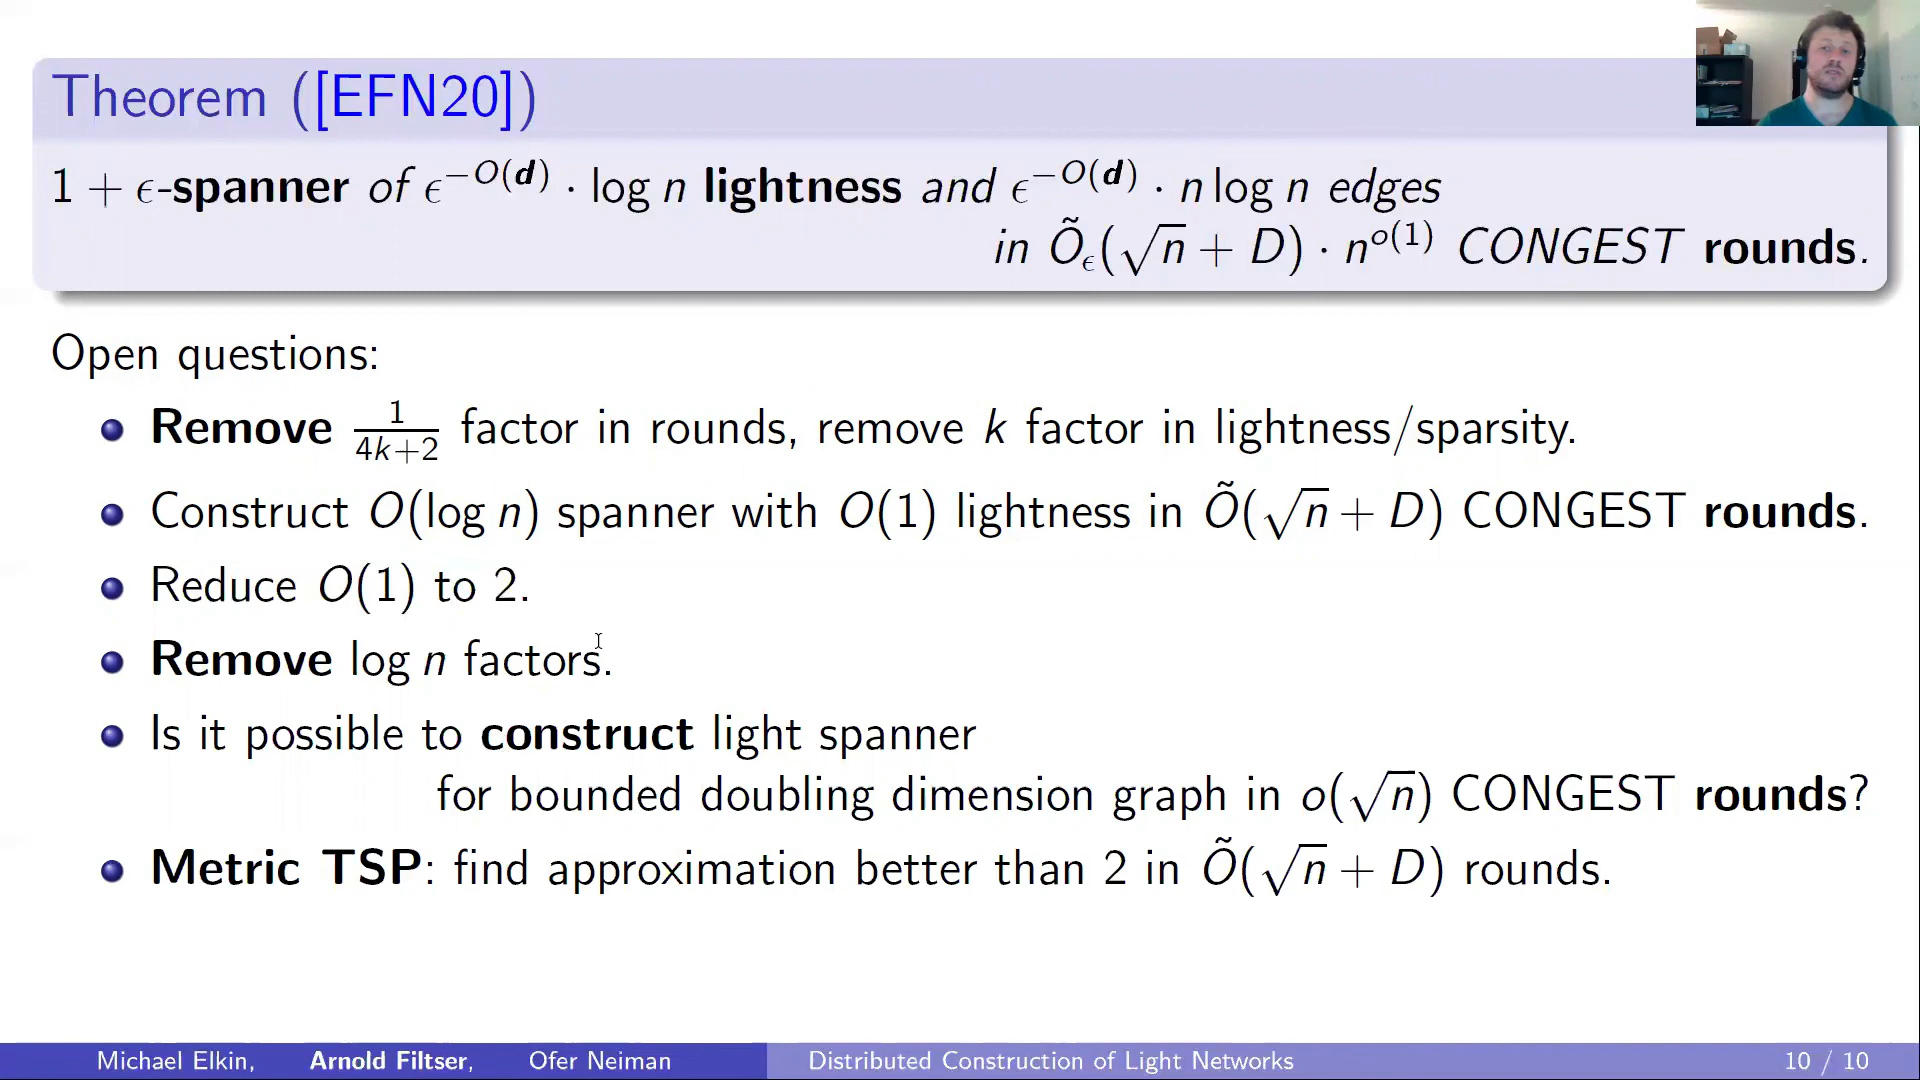 Theorem ([EFN20])
1 + ϵ-spanner of ϵ^{−O(d)} · log n lightness and ϵ^{−O(d)} · n log n edges
in Õ_ϵ(√n + D) · n^{o(1)} CONGEST rounds.
Open questions:
Remove 1/(4k+2) factor in rounds, remove k factor in lightness/sparsity.
Construct O(log n) spanner with O(1) lightness in Õ(√n + D) CONGEST rounds.
Reduce O(1) to 2.
Remove log n factors.
Is it possible to construct light spanner
for bounded doubling dimension graph in o(√n) CONGEST rounds?
Metric TSP: find approximation better than 2 in Õ(√n + D) rounds.
Michael Elkin, Arnold Filtser, Ofer Neiman Distributed Construction of Light Networks 10 / 10